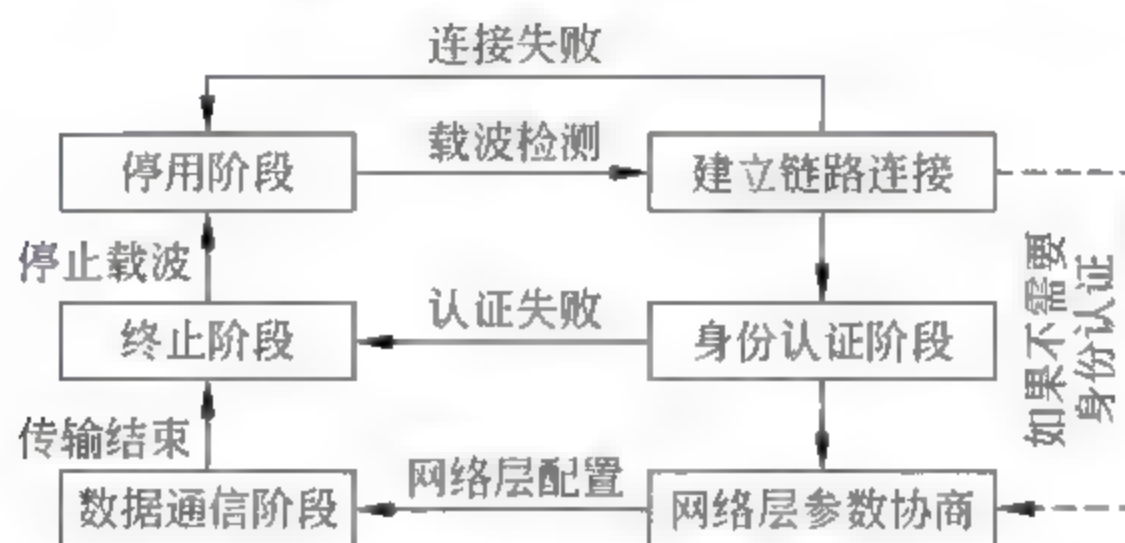 连接失败
停用阶段
载波检测
建立链路连接
停止载波
如果不需要
身份认证
终止阶段
认证失败
身份认证阶段
传输结束
数据通信阶段
网络层配置
网络层参数协商